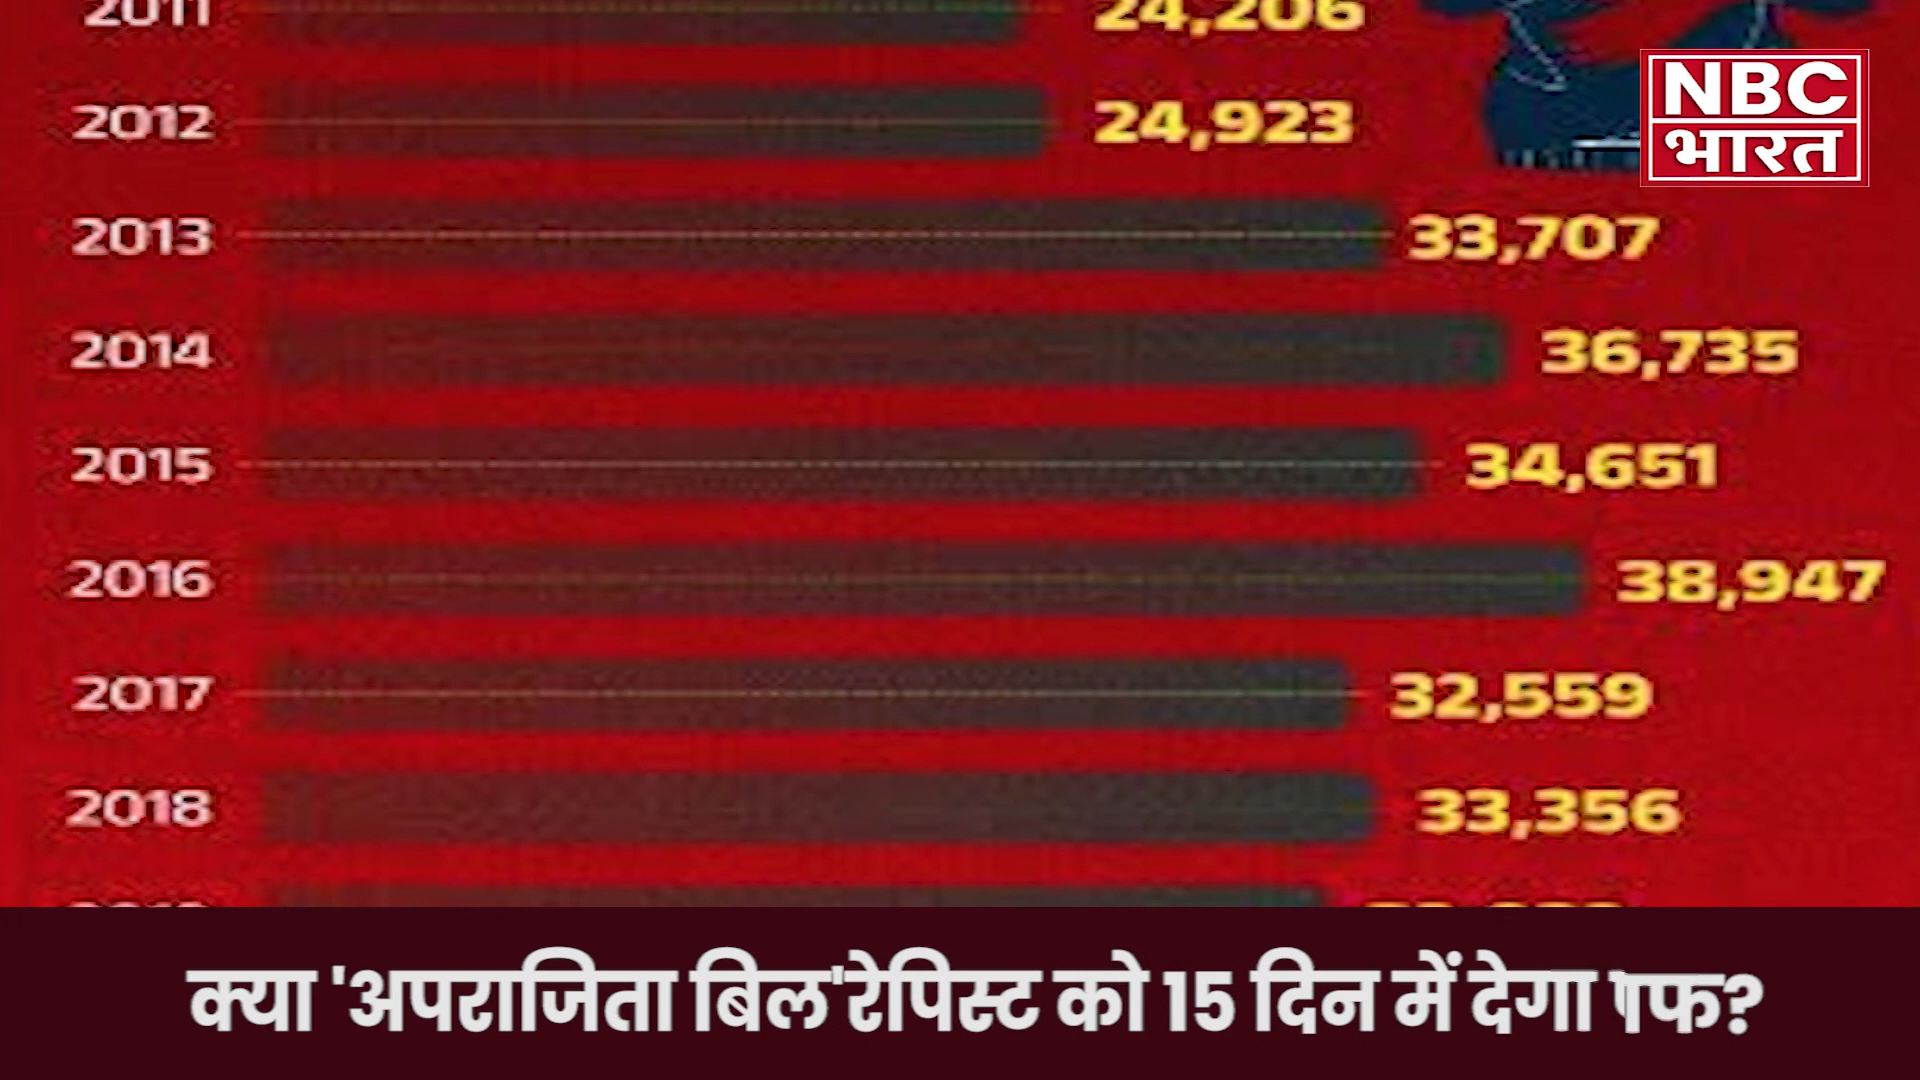 2011 24,206
NBC
भारत
2012 24,923
2013 33,707
2014 36,735
2015 34,651
2016 38,947
2017 32,559
2018 33,356
क्या 'अपराजिता बिल'रेपिस्ट को 15 दिन में देगा